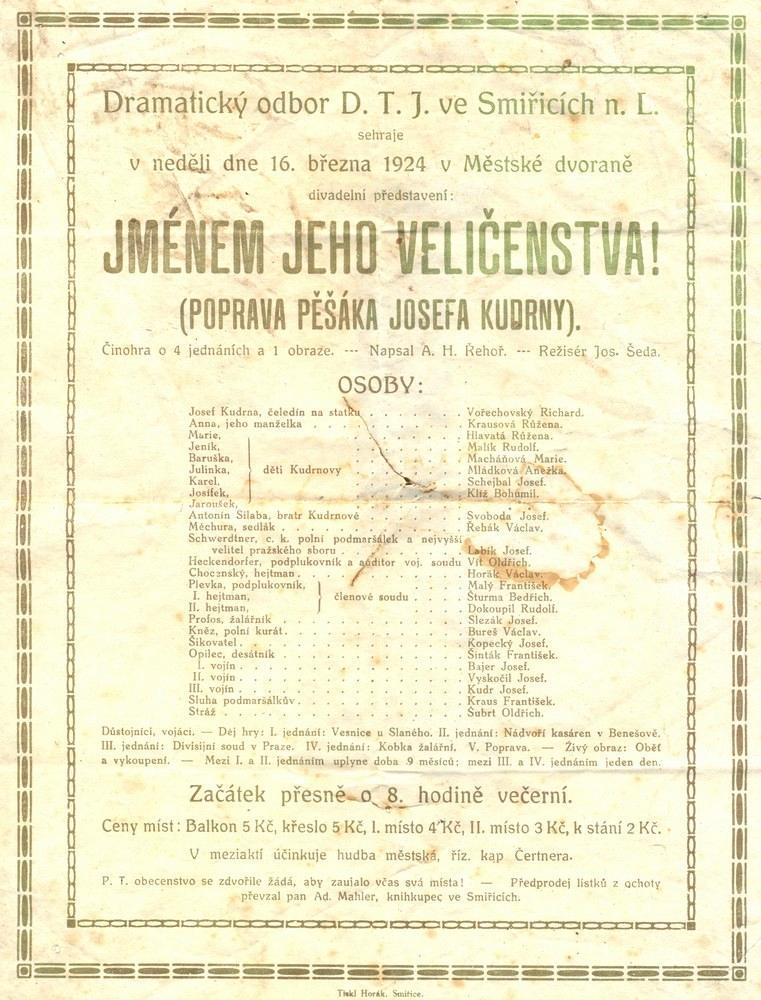 Dramatický odbor D. T. J. ve Smiřicích n. L.
sehraje
v neděli dne 16. března 1924 v Městské dvoraně
divadelní představení:
JMÉNEM JEHO VELIČENSTVA!
(POPRAVA PĚŠÁKA JOSEFA KUDRNY).
Činohra o 4 jednáních a 1 obraze. --- Napsal A. H. Řehoř. --- Režisér Jos. Šeda.
OSOBY:
Josef Kudrna, čeledín na statku . . . . . . . Vořechovský Richard.
Anna, jeho manželka . . . . . . . . . . . Krausová Růžena.
Marie, . . . . . . . . Hlavatá Růžena.
Jeník, . . . . . . . . Malík Rudolf.
Baruška, . . . . . . . . Macháňová Marie.
Julinka, děti Kudrnovy . . . . . . . . Mládková Anežka.
Karel, . . . . . . . . Schejbal Josef.
Josífek, . . . . . . . . Klíž Bohumil.
Jaroušek,
Antonín Silaba, bratr Kudrnové . . . . . . . . Svoboda Josef.
Měchura, sedlák . . . . . . . . . . . . . Řehák Václav.
Schwerdtner, c. k. polní podmaršálek a nejvyšší
velitel pražského sboru . . . . . . . . . Labík Josef.
Heckendorfer, podplukovník a auditor voj. soudu Vít Oldřich.
Chocenský, hejtman . . . . . . . . . . . . Horák Václav.
Plevka, podplukovník, . . . . Malý František.
I. hejtman, členové soudu . . . . Šturma Bedřich.
II. hejtman, . . . . Dokoupil Rudolf.
Profos, žalářník . . . . . . . . . . . . . Slezák Josef.
Kněz, polní kurát . . . . . . . . . . . . . Bureš Václav.
Šikovatel . . . . . . . . . . . . . . . . Kopecký Josef.
Opilec, desátník . . . . . . . . . . . . . Šinták František.
I. vojín . . . . . . . . . . . . . . . . Bajer Josef.
II. vojín . . . . . . . . . . . . . . . . Vyskočil Josef.
III. vojín . . . . . . . . . . . . . . . . Kudr Josef.
Sluha podmaršálkův . . . . . . . . . . . . Kraus František.
Stráž . . . . . . . . . . . . . . . . . Šubrt Oldřich.
Důstojníci, vojáci. — Děj hry: I. jednání: Vesnice u Slaného. II. jednání: Nádvoří kasáren v Benešově.
III. jednání: Divisijní soud v Praze. IV. jednání: Kobka žalářní. V. Poprava. — Živý obraz: Oběť
a vykoupení. — Mezi I. a II. jednáním uplyne doba 9 měsíců; mezi III. a IV. jednáním jeden den.
Začátek přesně o 8. hodině večerní.
Ceny míst: Balkon 5 Kč, křeslo 5 Kč, I. místo 4 Kč, II. místo 3 Kč, k stání 2 Kč.
V meziaktí účinkuje hudba městská, říz. kap Čertnera.
P. T. obecenstvo se zdvořile žádá, aby zaujalo včas svá místa! — Předprodej lístků z ochoty
převzal pan Ad. Mahler, knihkupec ve Smiřicích.
Tiskl Horák, Smiřice.